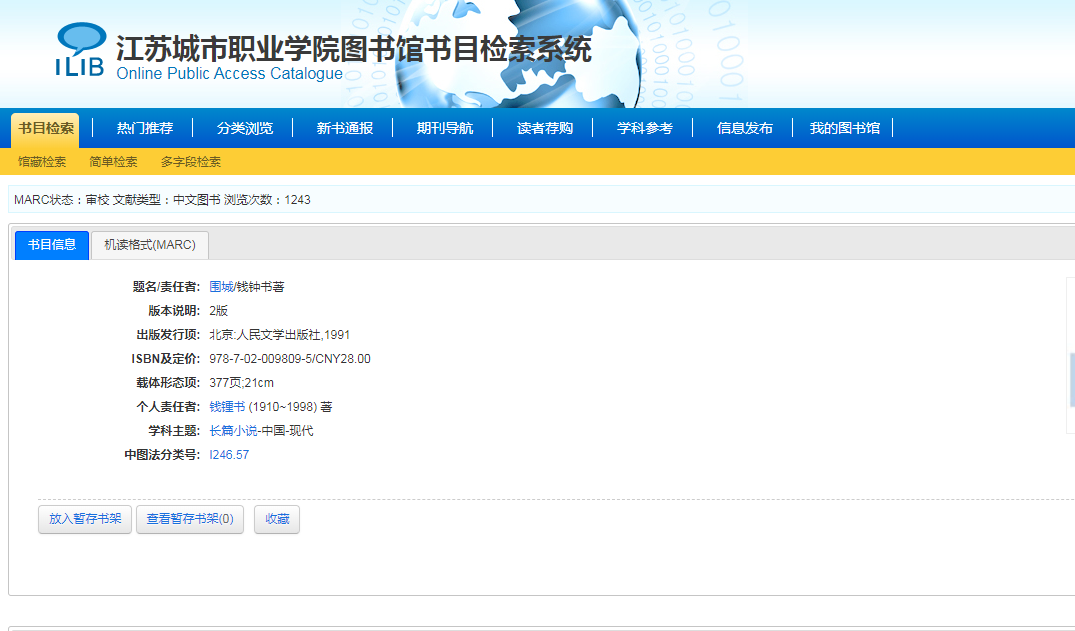 iLiB
江苏城市职业学院图书馆书目检索系统
Online Public Access Catalogue
书目检索 热门推荐 分类浏览 新书通报 期刊导航 读者荐购 学科参考 信息发布 我的图书馆
馆藏检索 简单检索 多字段检索
MARC状态：审校 文献类型：中文图书 浏览次数：1243
书目信息 机读格式(MARC)
题名/责任者: 围城/钱钟书著
版本说明: 2版
出版发行项: 北京:人民文学出版社,1991
ISBN及定价: 978-7-02-009809-5/CNY28.00
载体形态项: 377页;21cm
个人责任者: 钱锺书 (1910~1998) 著
学科主题: 长篇小说-中国-现代
中图法分类号: I246.57
放入暂存书架 查看暂存书架(0) 收藏